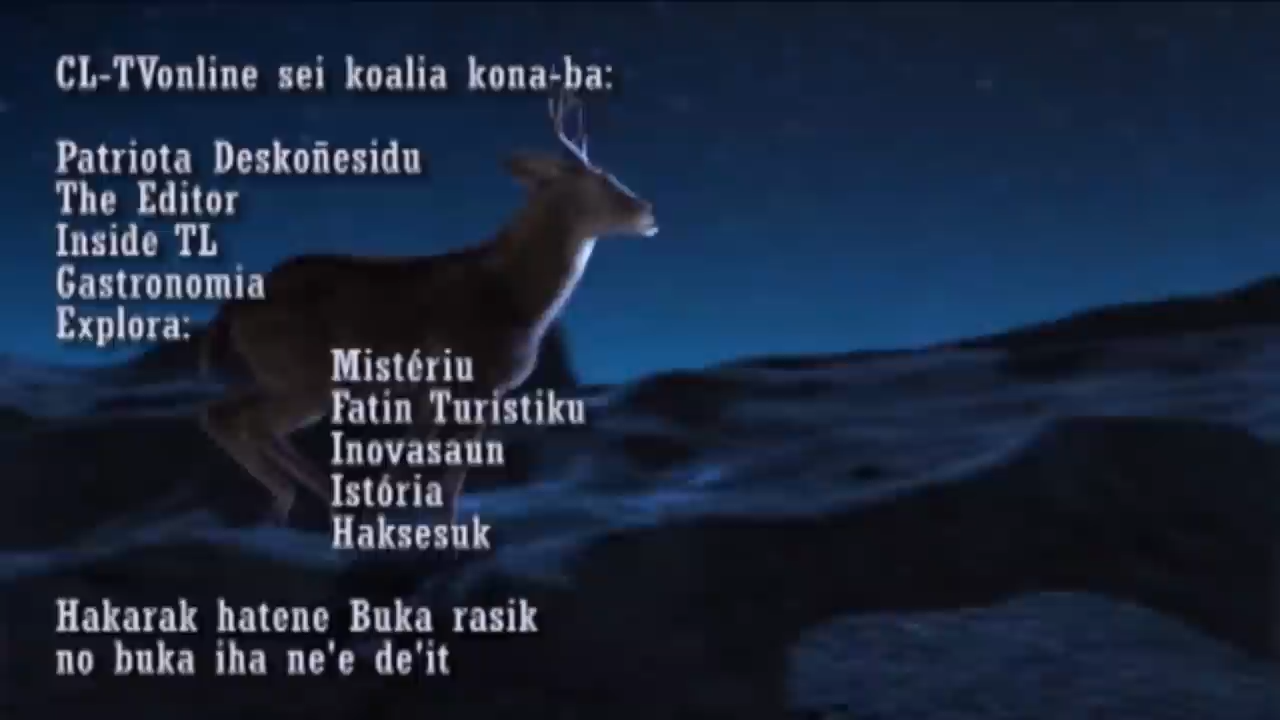 CL-TVonline sei koalia kona-ba:
Patriota Deskoñesidu
The Editor
Inside TL
Gastronomia
Explora:
Mistériu
Fatin Turistiku
Inovasaun
Istória
Haksesuk
Hakarak hatene Buka rasik
no buka iha ne'e de'it